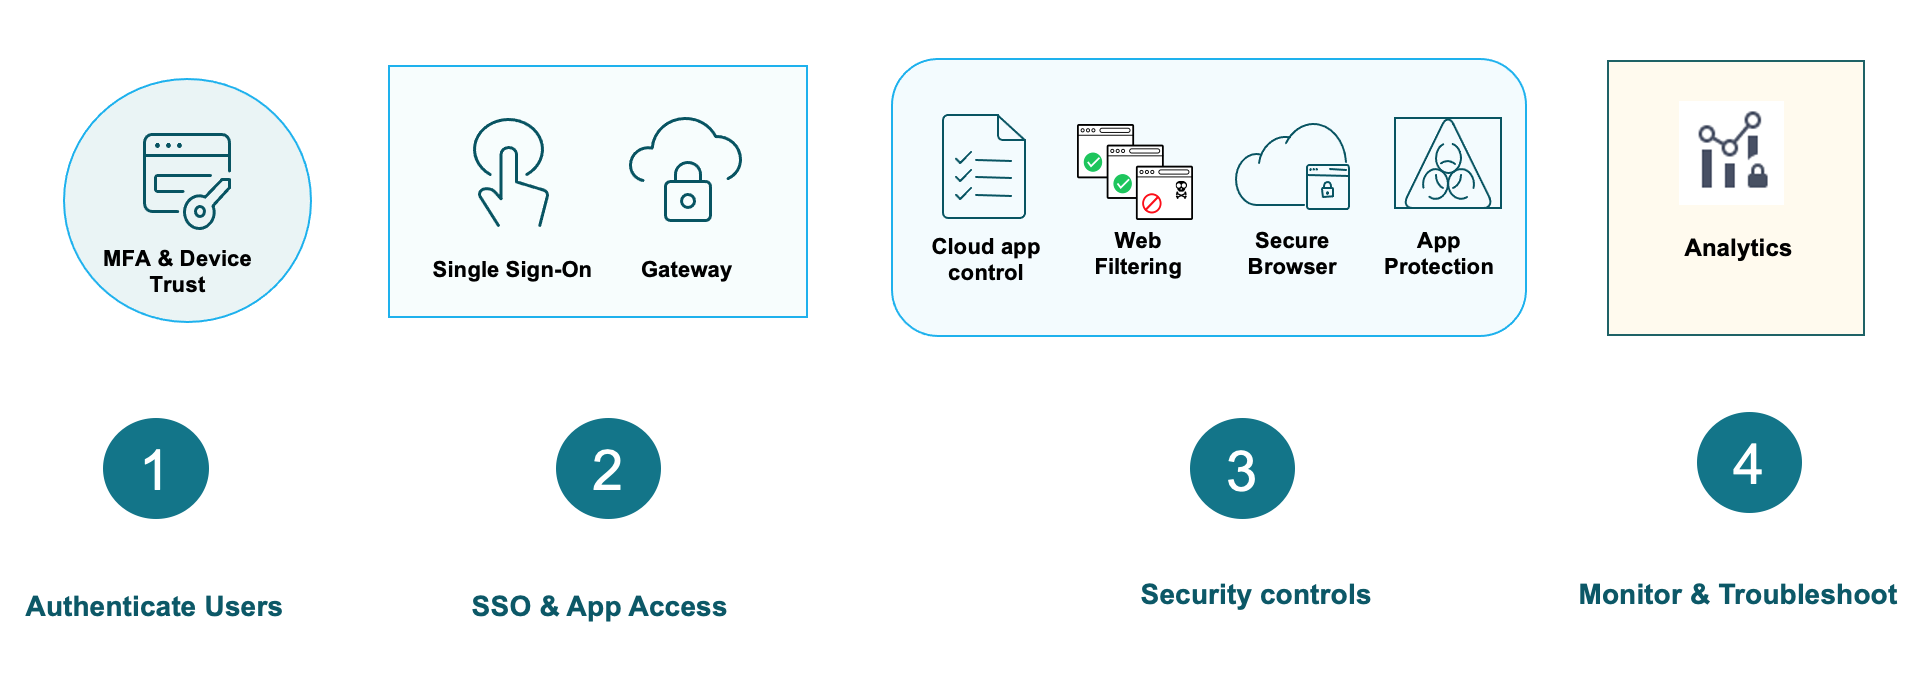 MFA & Device
Trust
Single Sign-On
Gateway
Cloud app
control
Web
Filtering
Secure
Browser
App
Protection
Analytics
1
2
3
4
Authenticate Users
SSO & App Access
Security controls
Monitor & Troubleshoot